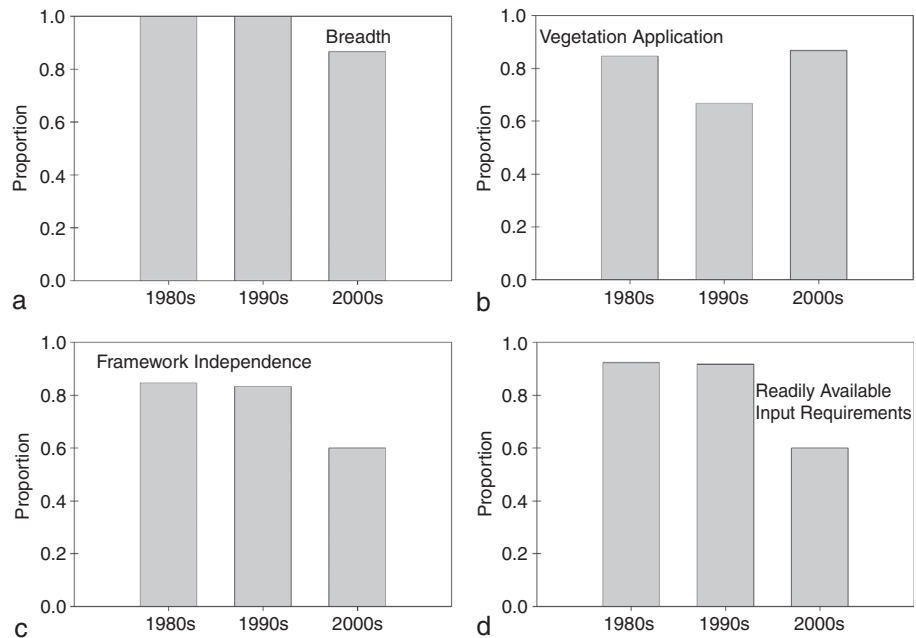 1.0
0.8
0.6
0.4
0.2
0.0
Proportion
Breadth
1980s 1990s 2000s
a
1.0
0.8
0.6
0.4
0.2
0.0
Proportion
Vegetation Application
1980s 1990s 2000s
b
1.0
0.8
0.6
0.4
0.2
0.0
Proportion
Framework Independence
1980s 1990s 2000s
c
1.0
0.8
0.6
0.4
0.2
0.0
Proportion
Readily Available
Input Requirements
1980s 1990s 2000s
d